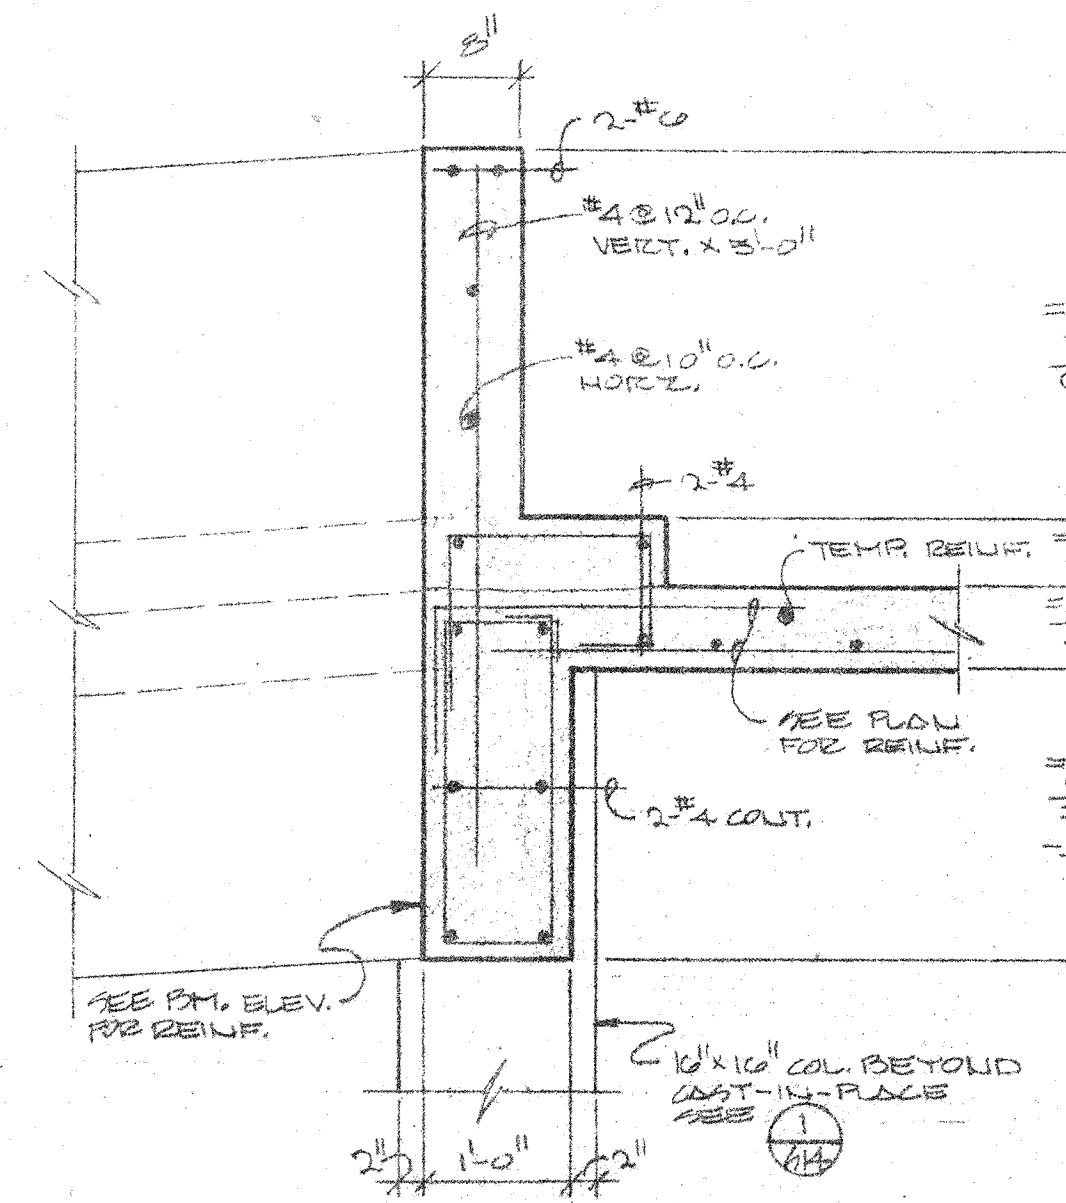 8"
2-#6
#4 @ 12" O.C.
VERT. x 3'-0"
#4 @ 10" O.C.
HORZ.
2-#4
TEMP. REINF.
SEE PLAN
FOR REINF.
2-#4 CONT.
SEE BM. ELEV.
FOR REINF.
16"x16" COL. BEYOND
CAST-IN-PLACE
SEE
1
2" 1'-0" 2"